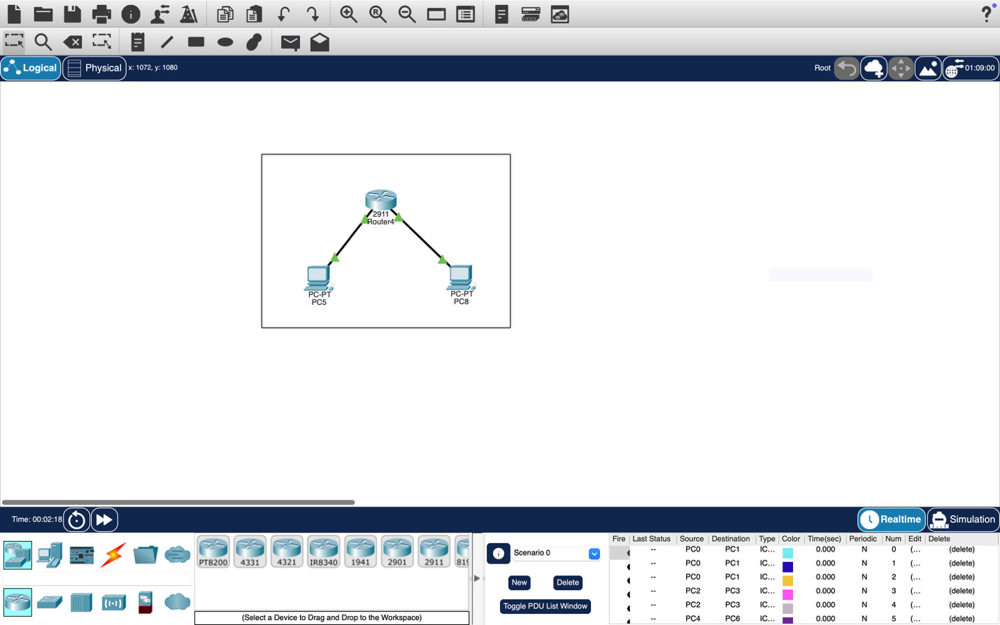 ?
Logical
Physical
x: 1072, y: 1080
Root
01:09:00
2911
Router4
PC-PT
PC5
PC-PT
PC8
Time: 00:02:18
Realtime
Simulation
PT8200
4331
4321
IR8340
1941
2901
2911
819
(Select a Device to Drag and Drop to the Workspace)
Scenario 0
New
Delete
Toggle PDU List Window
Fire Last Status Source Destination Type Color Time(sec) Periodic Num Edit Delete
-- PC0 PC1 IC... 0.000 N 0 (... (delete)
-- PC0 PC1 IC... 0.000 N 1 (... (delete)
-- PC0 PC1 IC... 0.000 N 2 (... (delete)
-- PC2 PC3 IC... 0.000 N 3 (... (delete)
-- PC2 PC3 IC... 0.000 N 4 (... (delete)
-- PC4 PC6 IC... 0.000 N 5 (... (delete)